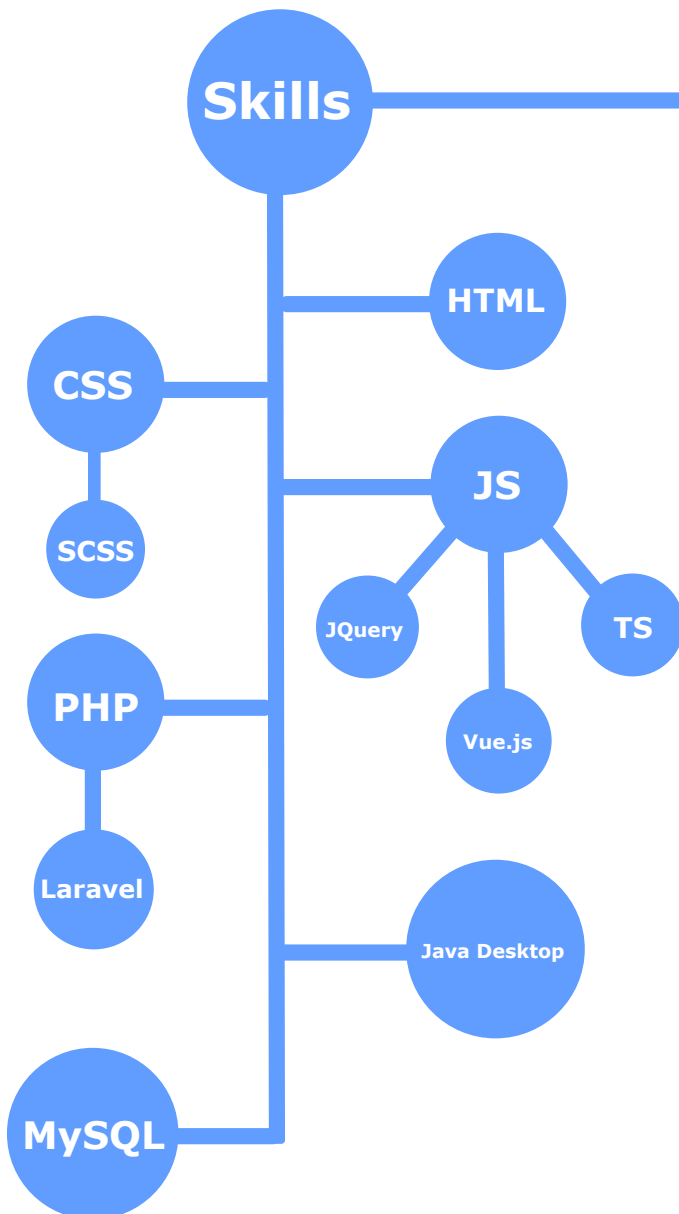 Skills
HTML
CSS
JS
SCSS
JQuery
TS
PHP
Vue.js
Laravel
Java Desktop
MySQL